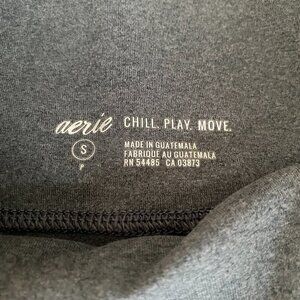 aerie CHILL. PLAY. MOVE.
S
P
MADE IN GUATEMALA
FABRIQUÉ AU GUATEMALA
RN 54485 CA 03873